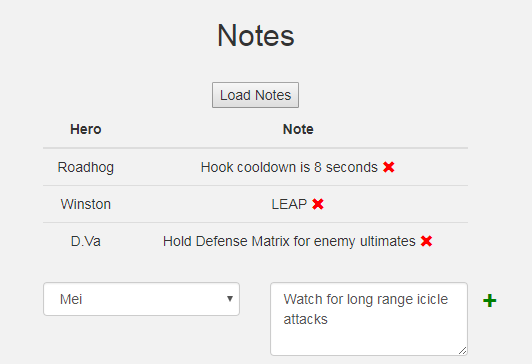 Notes
Load Notes
Hero Note
Roadhog Hook cooldown is 8 seconds
Winston LEAP
D.Va Hold Defense Matrix for enemy ultimates
Mei Watch for long range icicle
attacks